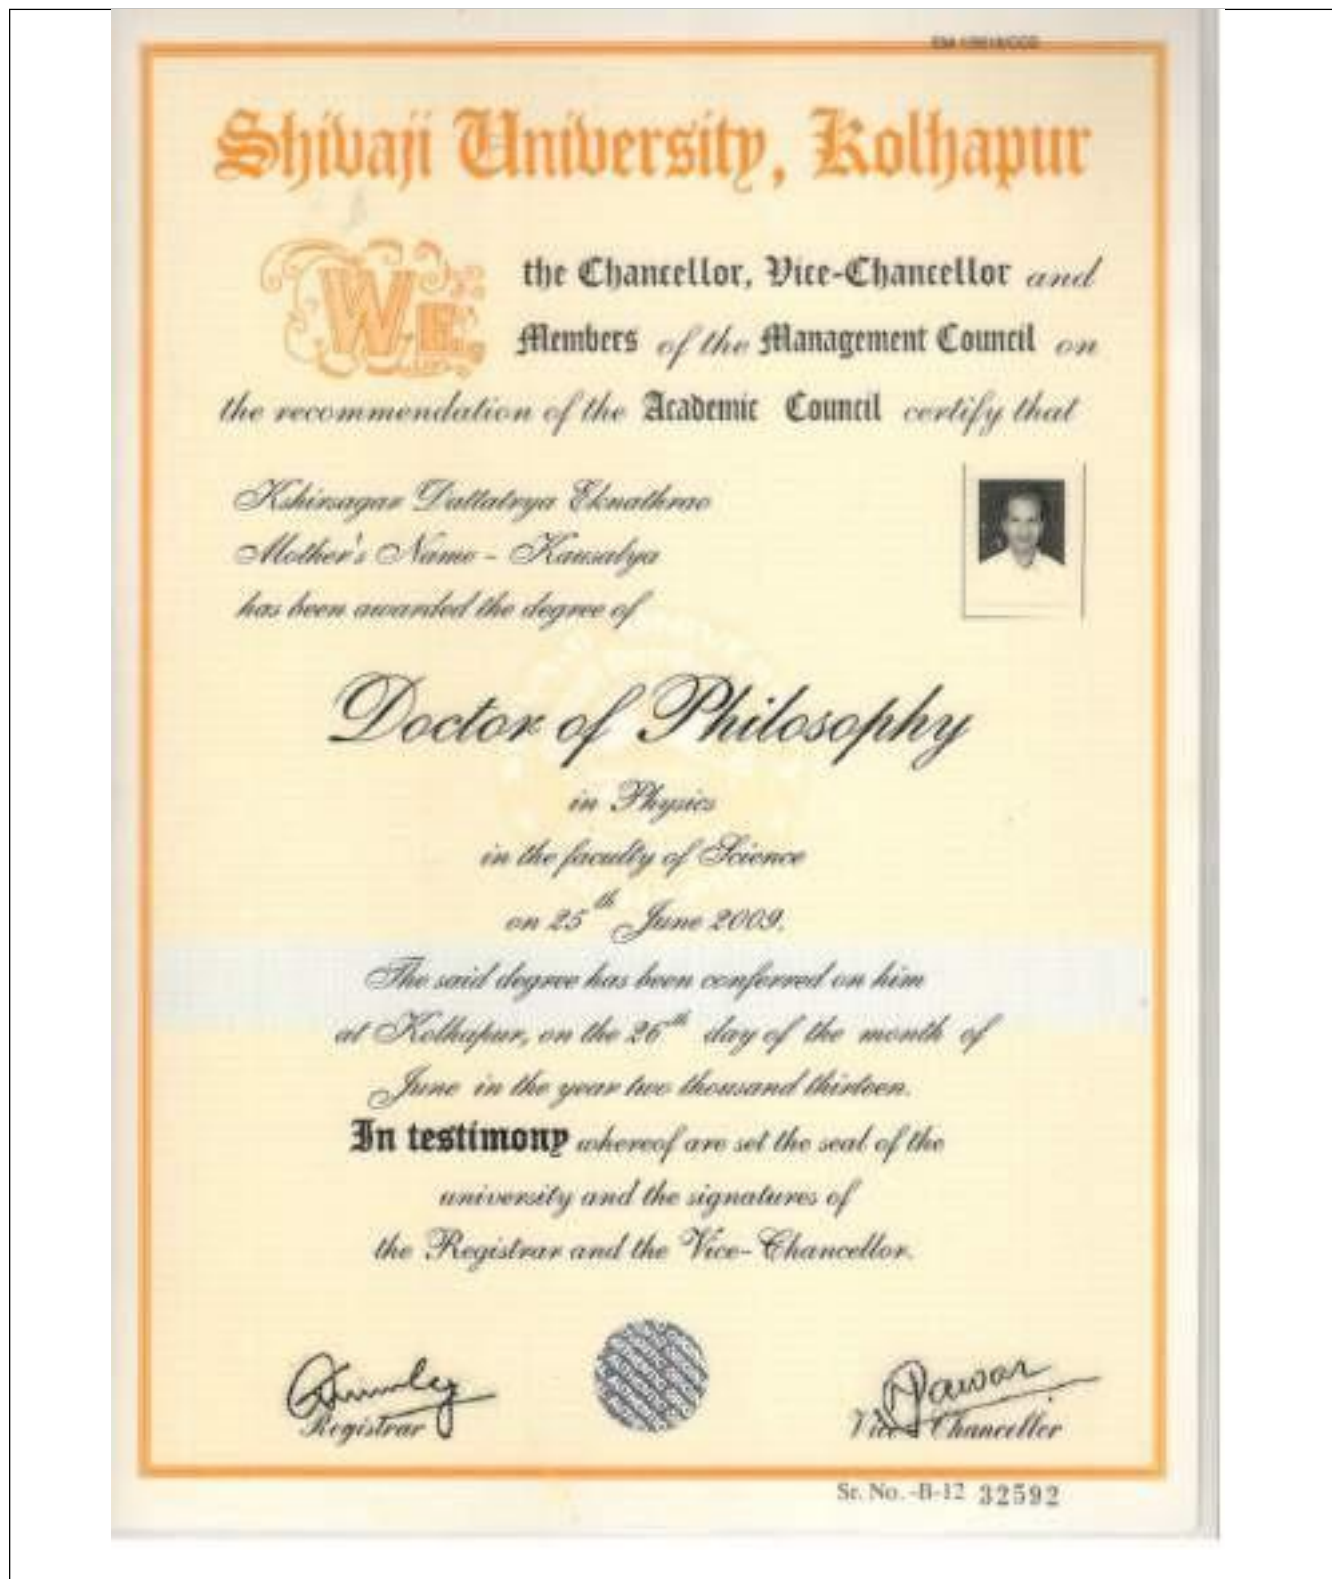 Shivaji University, Kolhapur
WE the Chancellor, Vice-Chancellor and
Members of the Management Council on
the recommendation of the Academic Council certify that
Kshirsagar Dattatrya Eknathrao
Mother's Name - Kausalya
has been awarded the degree of
Doctor of Philosophy
in Physics
in the faculty of Science
on 25th June 2009.
The said degree has been conferred on him
at Kolhapur, on the 26th day of the month of
June in the year two thousand thirteen.
In testimony whereof are set the seal of the
university and the signatures of
the Registrar and the Vice-Chancellor.
Pawar
Registrar
Vice Chancellor
Sr. No. -B-12 32592